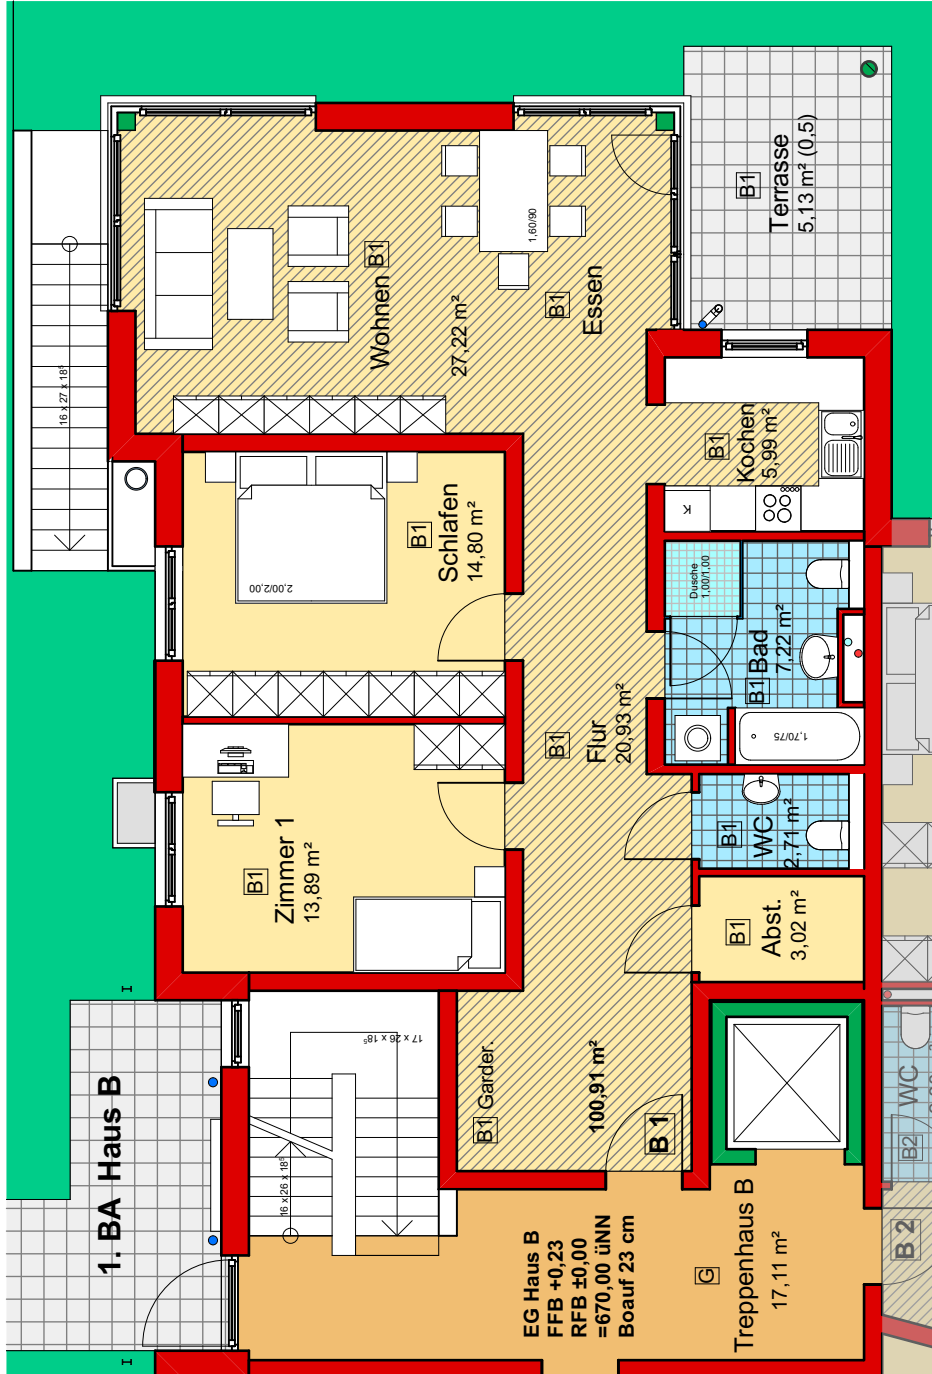 1. BA Haus B
16 x 27 x 18⁵
Wohnen
B1
27,22 m²
B1
Essen
1,60/90
B1
Terrasse
5,13 m² (0,5)
B1
Kochen
5,99 m²
K
B1
Schlafen
14,80 m²
2,00/2,00
Dusche
1,00/1,00
B1
Bad
7,22 m²
1,70/75
B1
Flur
20,93 m²
B1
Zimmer 1
13,89 m²
B1
WC
2,71 m²
B1
Abst.
3,02 m²
B1
Garder.
100,91 m²
B 1
17 x 26 x 18⁵
16 x 26 x 18⁵
EG Haus B
FFB +0,23
RFB ±0,00
=670,00 üNN
Boauf 23 cm
G
Treppenhaus B
17,11 m²
B2
WC
B 2